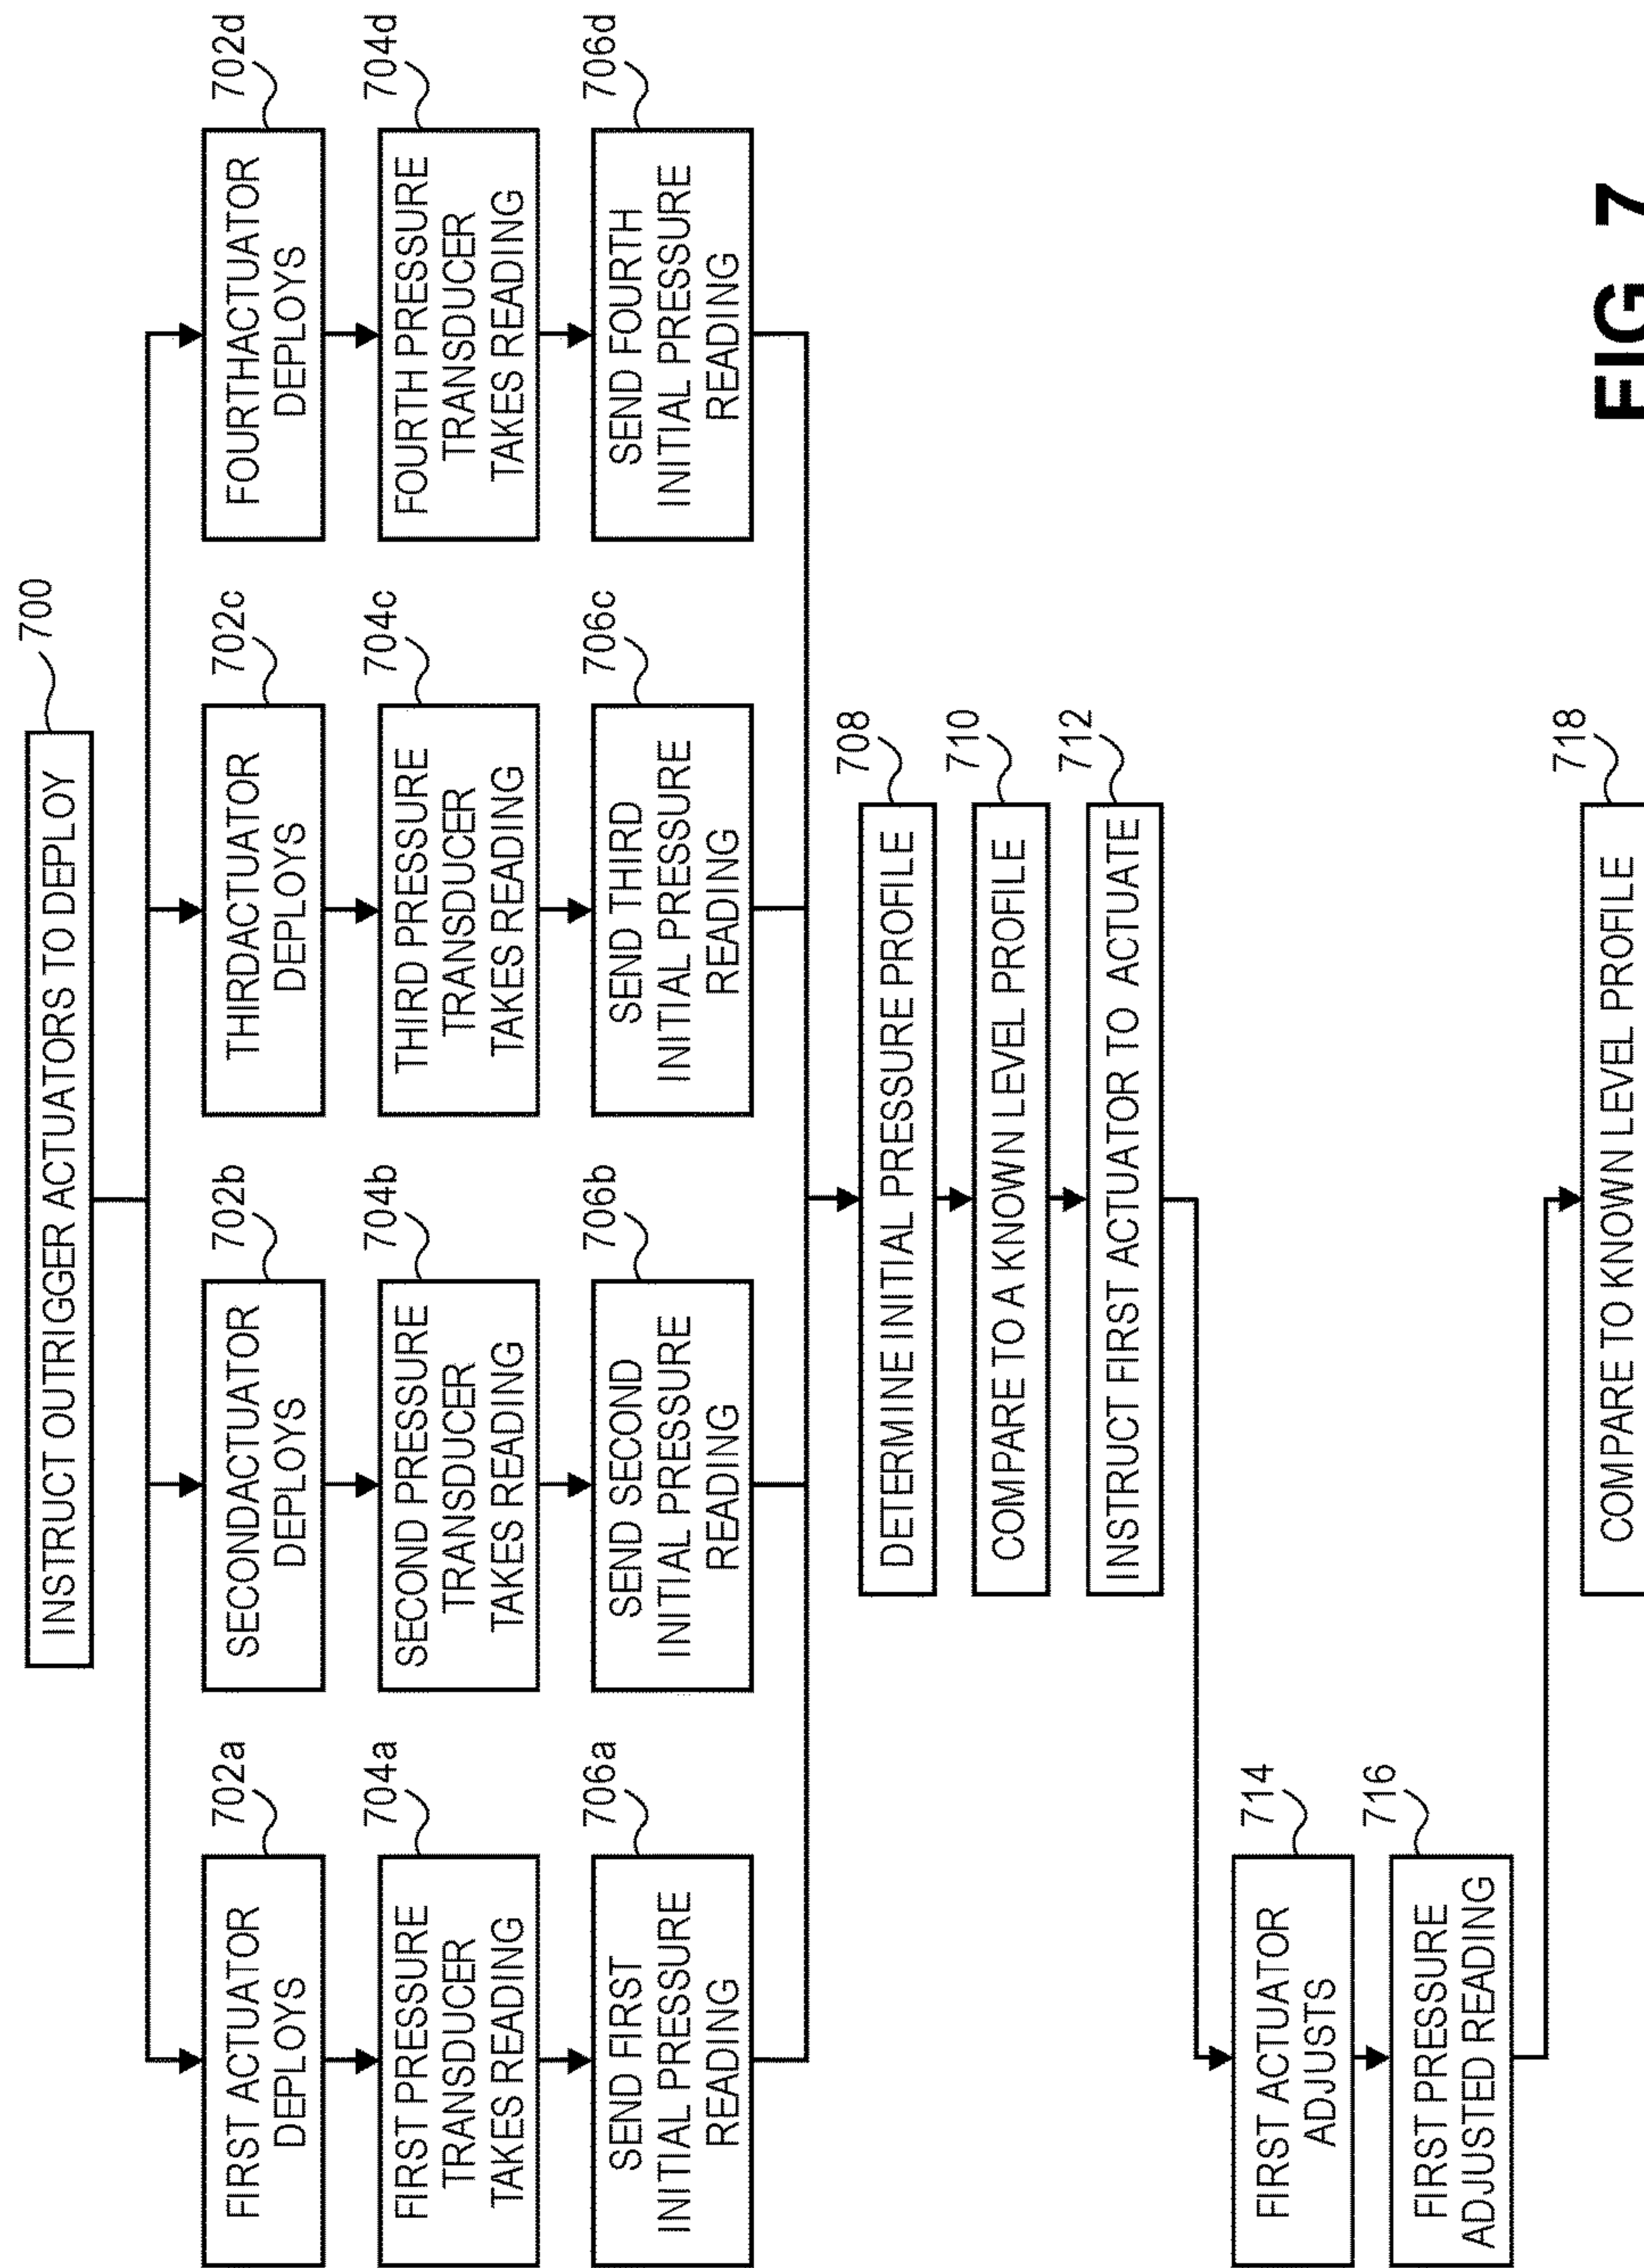 700
INSTRUCT OUTRIGGER ACTUATORS TO DEPLOY
702a
FIRST ACTUATOR
DEPLOYS
702b
SECONDACTUATOR
DEPLOYS
702c
THIRDACTUATOR
DEPLOYS
702d
FOURTHACTUATOR
DEPLOYS
704a
FIRST PRESSURE
TRANSDUCER
TAKES READING
704b
SECOND PRESSURE
TRANSDUCER
TAKES READING
704c
THIRD PRESSURE
TRANSDUCER
TAKES READING
704d
FOURTH PRESSURE
TRANSDUCER
TAKES READING
706a
SEND FIRST
INITIAL PRESSURE
READING
706b
SEND SECOND
INITIAL PRESSURE
READING
706c
SEND THIRD
INITIAL PRESSURE
READING
706d
SEND FOURTH
INITIAL PRESSURE
READING
708
DETERMINE INITIAL PRESSURE PROFILE
710
COMPARE TO A KNOWN LEVEL PROFILE
712
INSTRUCT FIRST ACTUATOR TO ACTUATE
714
FIRST ACTUATOR
ADJUSTS
716
FIRST PRESSURE
ADJUSTED READING
718
COMPARE TO KNOWN LEVEL PROFILE
FIG 7